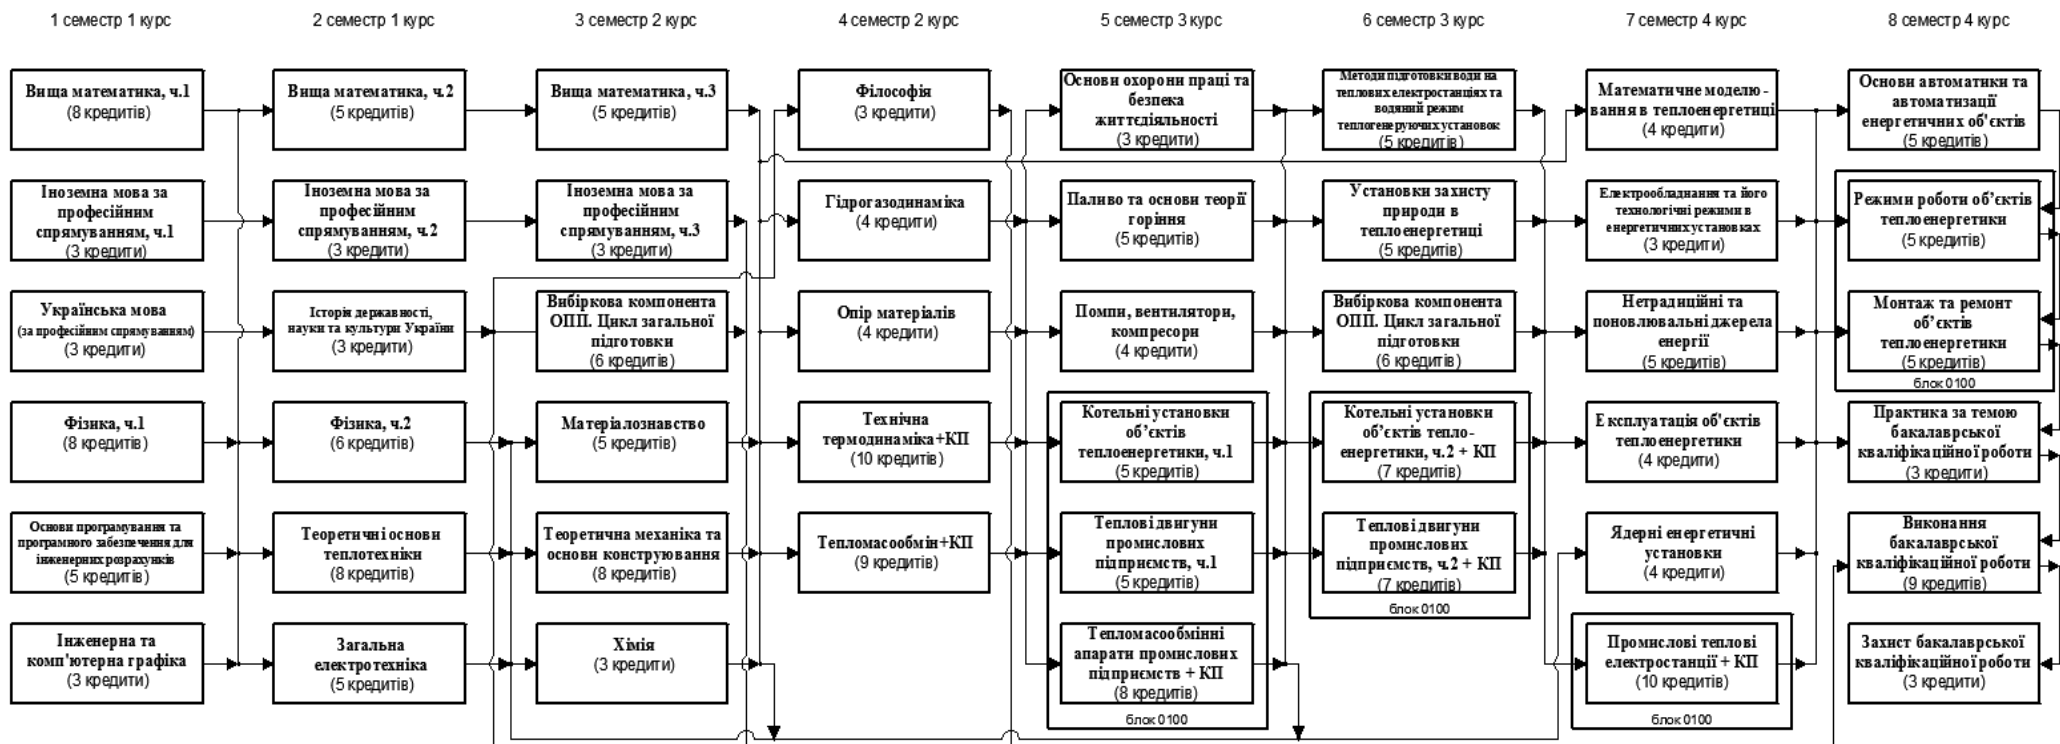 1 семестр 1 курс
2 семестр 1 курс
3 семестр 2 курс
4 семестр 2 курс
5 семестр 3 курс
6 семестр 3 курс
7 семестр 4 курс
8 семестр 4 курс
Вища математика, ч.1
(8 кредитів)
Іноземна мова за
професійним
спрямуванням, ч.1
(3 кредити)
Українська мова
(за професійним спрямуванням)
(3 кредити)
Фізика, ч.1
(8 кредитів)
Основи програмування та
програмного забезпечення для
інженерних розрахунків
(5 кредитів)
Інженерна та
комп'ютерна графіка
(3 кредити)
Вища математика, ч.2
(5 кредитів)
Іноземна мова за
професійним
спрямуванням, ч.2
(3 кредити)
Історія державності,
науки та культури України
(3 кредити)
Фізика, ч.2
(6 кредитів)
Теоретичні основи
теплотехніки
(8 кредитів)
Загальна
електротехніка
(5 кредитів)
Вища математика, ч.3
(5 кредитів)
Іноземна мова за
професійним
спрямуванням, ч.3
(3 кредити)
Вибіркова компонента
ОПП. Цикл загальної
підготовки
(6 кредитів)
Матеріалознавство
(5 кредитів)
Теоретична механіка та
основи конструювання
(8 кредитів)
Хімія
(3 кредити)
Філософія
(3 кредити)
Гідрогазодинаміка
(4 кредити)
Опір матеріалів
(4 кредити)
Технічна
термодинаміка+КП
(10 кредитів)
Тепломасообмін+КП
(9 кредитів)
Основи охорони праці та
безпека
життєдіяльності
(3 кредити)
Паливо та основи теорії
горіння
(5 кредитів)
Помпи, вентилятори,
компресори
(4 кредити)
Котельні установки
об’єктів
теплоенергетики, ч.1
(5 кредитів)
Теплові двигуни
промислових
підприємств, ч.1
(5 кредитів)
Тепломасообмінні
апарати промислових
підприємств + КП
(8 кредитів)
блок 0100
Методи підготовки води на
теплових електростанціях та
водяний режим
теплогенеруючих установок
(5 кредитів)
Установки захисту
природи в
теплоенергетиці
(5 кредитів)
Вибіркова компонента
ОПП. Цикл загальної
підготовки
(6 кредитів)
Котельні установки
об’єктів тепло-
енергетики, ч.2 + КП
(7 кредитів)
Теплові двигуни
промислових
підприємств, ч.2 + КП
(7 кредитів)
блок 0100
Математичне моделю -
вання в теплоенергетиці
(4 кредити)
Електрообладнання та його
технологічні режими в
енергетичних установках
(3 кредити)
Нетрадиційні та
поновлювальні джерела
енергії
(5 кредитів)
Експлуатація об'єктів
теплоенергетики
(4 кредити)
Ядерні енергетичні
установки
(4 кредити)
Промислові теплові
електростанції + КП
(10 кредитів)
блок 0100
Основи автоматики та
автоматизації
енергетичних об'єктів
(5 кредитів)
Режими роботи об’єктів
теплоенергетики
(5 кредитів)
Монтаж та ремонт
об’єктів
теплоенергетики
(5 кредитів)
блок 0100
Практика за темою
бакалаврської
кваліфікаційної роботи
(3 кредити)
Виконання
бакалаврської
кваліфікаційної роботи
(9 кредитів)
Захист бакалаврської
кваліфікаційної роботи
(3 кредити)